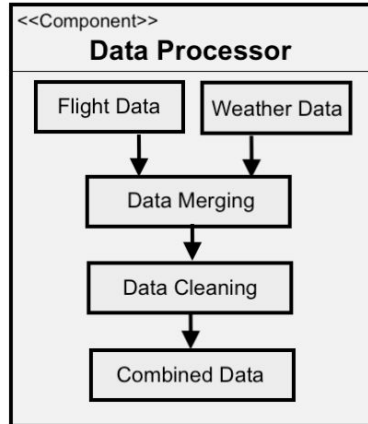 <<Component>>
Data Processor
Flight Data
Weather Data
Data Merging
Data Cleaning
Combined Data